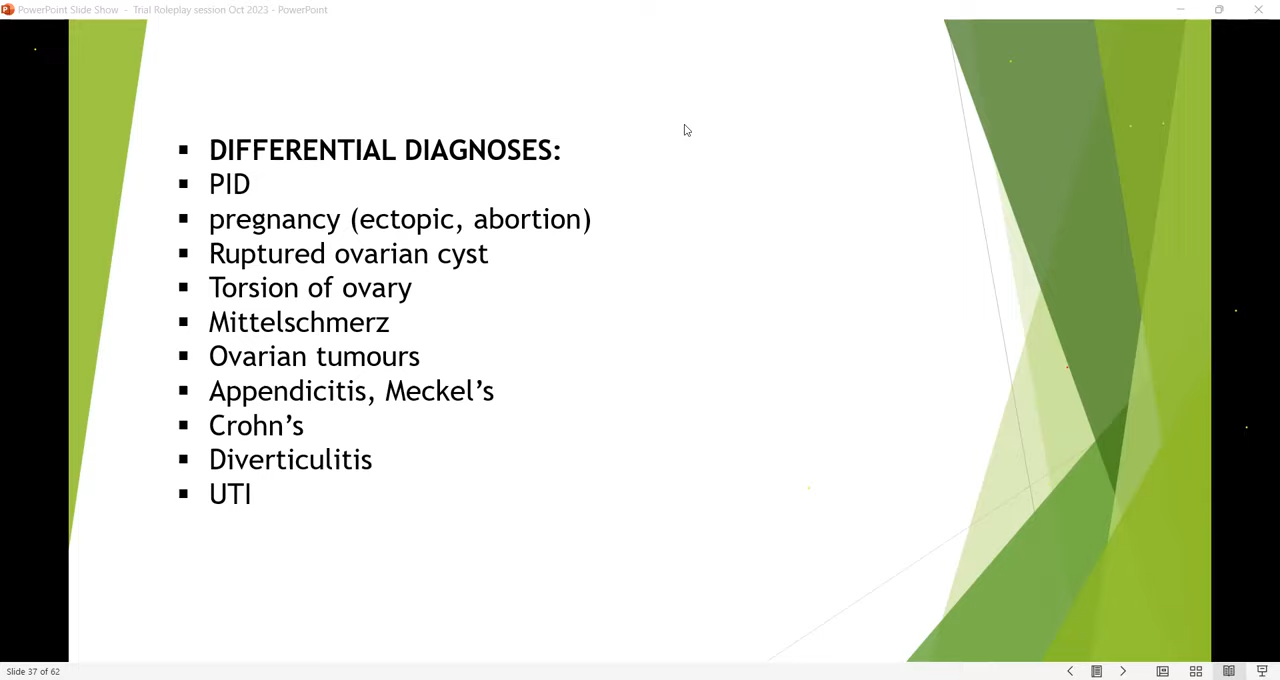 PowerPoint Slide Show - Trial Roleplay session Oct 2023 - PowerPoint
▪ DIFFERENTIAL DIAGNOSES:
▪ PID
▪ pregnancy (ectopic, abortion)
▪ Ruptured ovarian cyst
▪ Torsion of ovary
▪ Mittelschmerz
▪ Ovarian tumours
▪ Appendicitis, Meckel’s
▪ Crohn’s
▪ Diverticulitis
▪ UTI
Slide 37 of 62